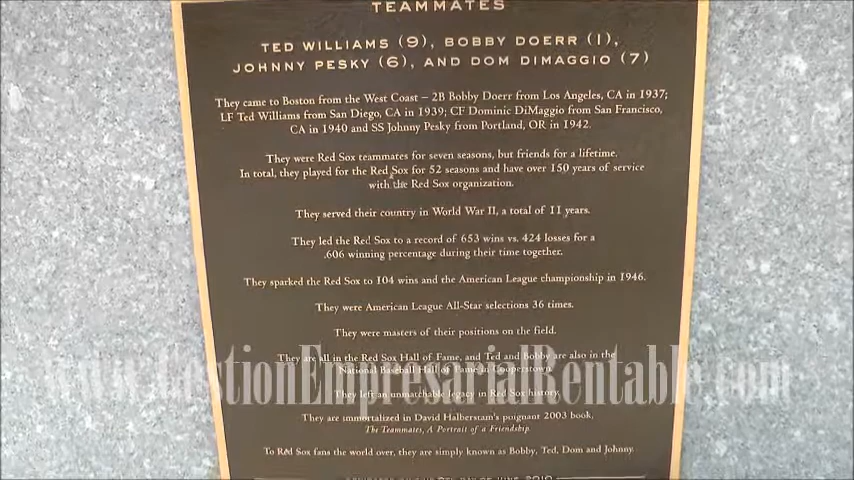 TEAMMATES
TED WILLIAMS (9), BOBBY DOERR (1),
JOHNNY PESKY (6), AND DOM DIMAGGIO (7)
They came to Boston from the West Coast – 2B Bobby Doerr from Los Angeles, CA in 1937;
LF Ted Williams from San Diego, CA in 1939; CF Dominic DiMaggio from San Francisco,
CA in 1940 and SS Johnny Pesky from Portland, OR in 1942.
They were Red Sox teammates for seven seasons, but friends for a lifetime.
In total, they played for the Red Sox for 52 seasons and have over 150 years of service
with the Red Sox organization.
They served their country in World War II, a total of 11 years.
They led the Red Sox to a record of 653 wins vs. 424 losses for a
.606 winning percentage during their time together.
They sparked the Red Sox to 104 wins and the American League championship in 1946.
They were American League All-Star selections 36 times.
They were masters of their positions on the field.
They are all in the Red Sox Hall of Fame, and Ted and Bobby are also in the
National Baseball Hall of Fame in Cooperstown.
www.GestionEmpresarialRentable.com
They left an unmatchable legacy in Red Sox history.
They are immortalized in David Halberstam's poignant 2003 book,
The Teammates, A Portrait of a Friendship.
To Red Sox fans the world over, they are simply known as Bobby, Ted, Dom and Johnny.